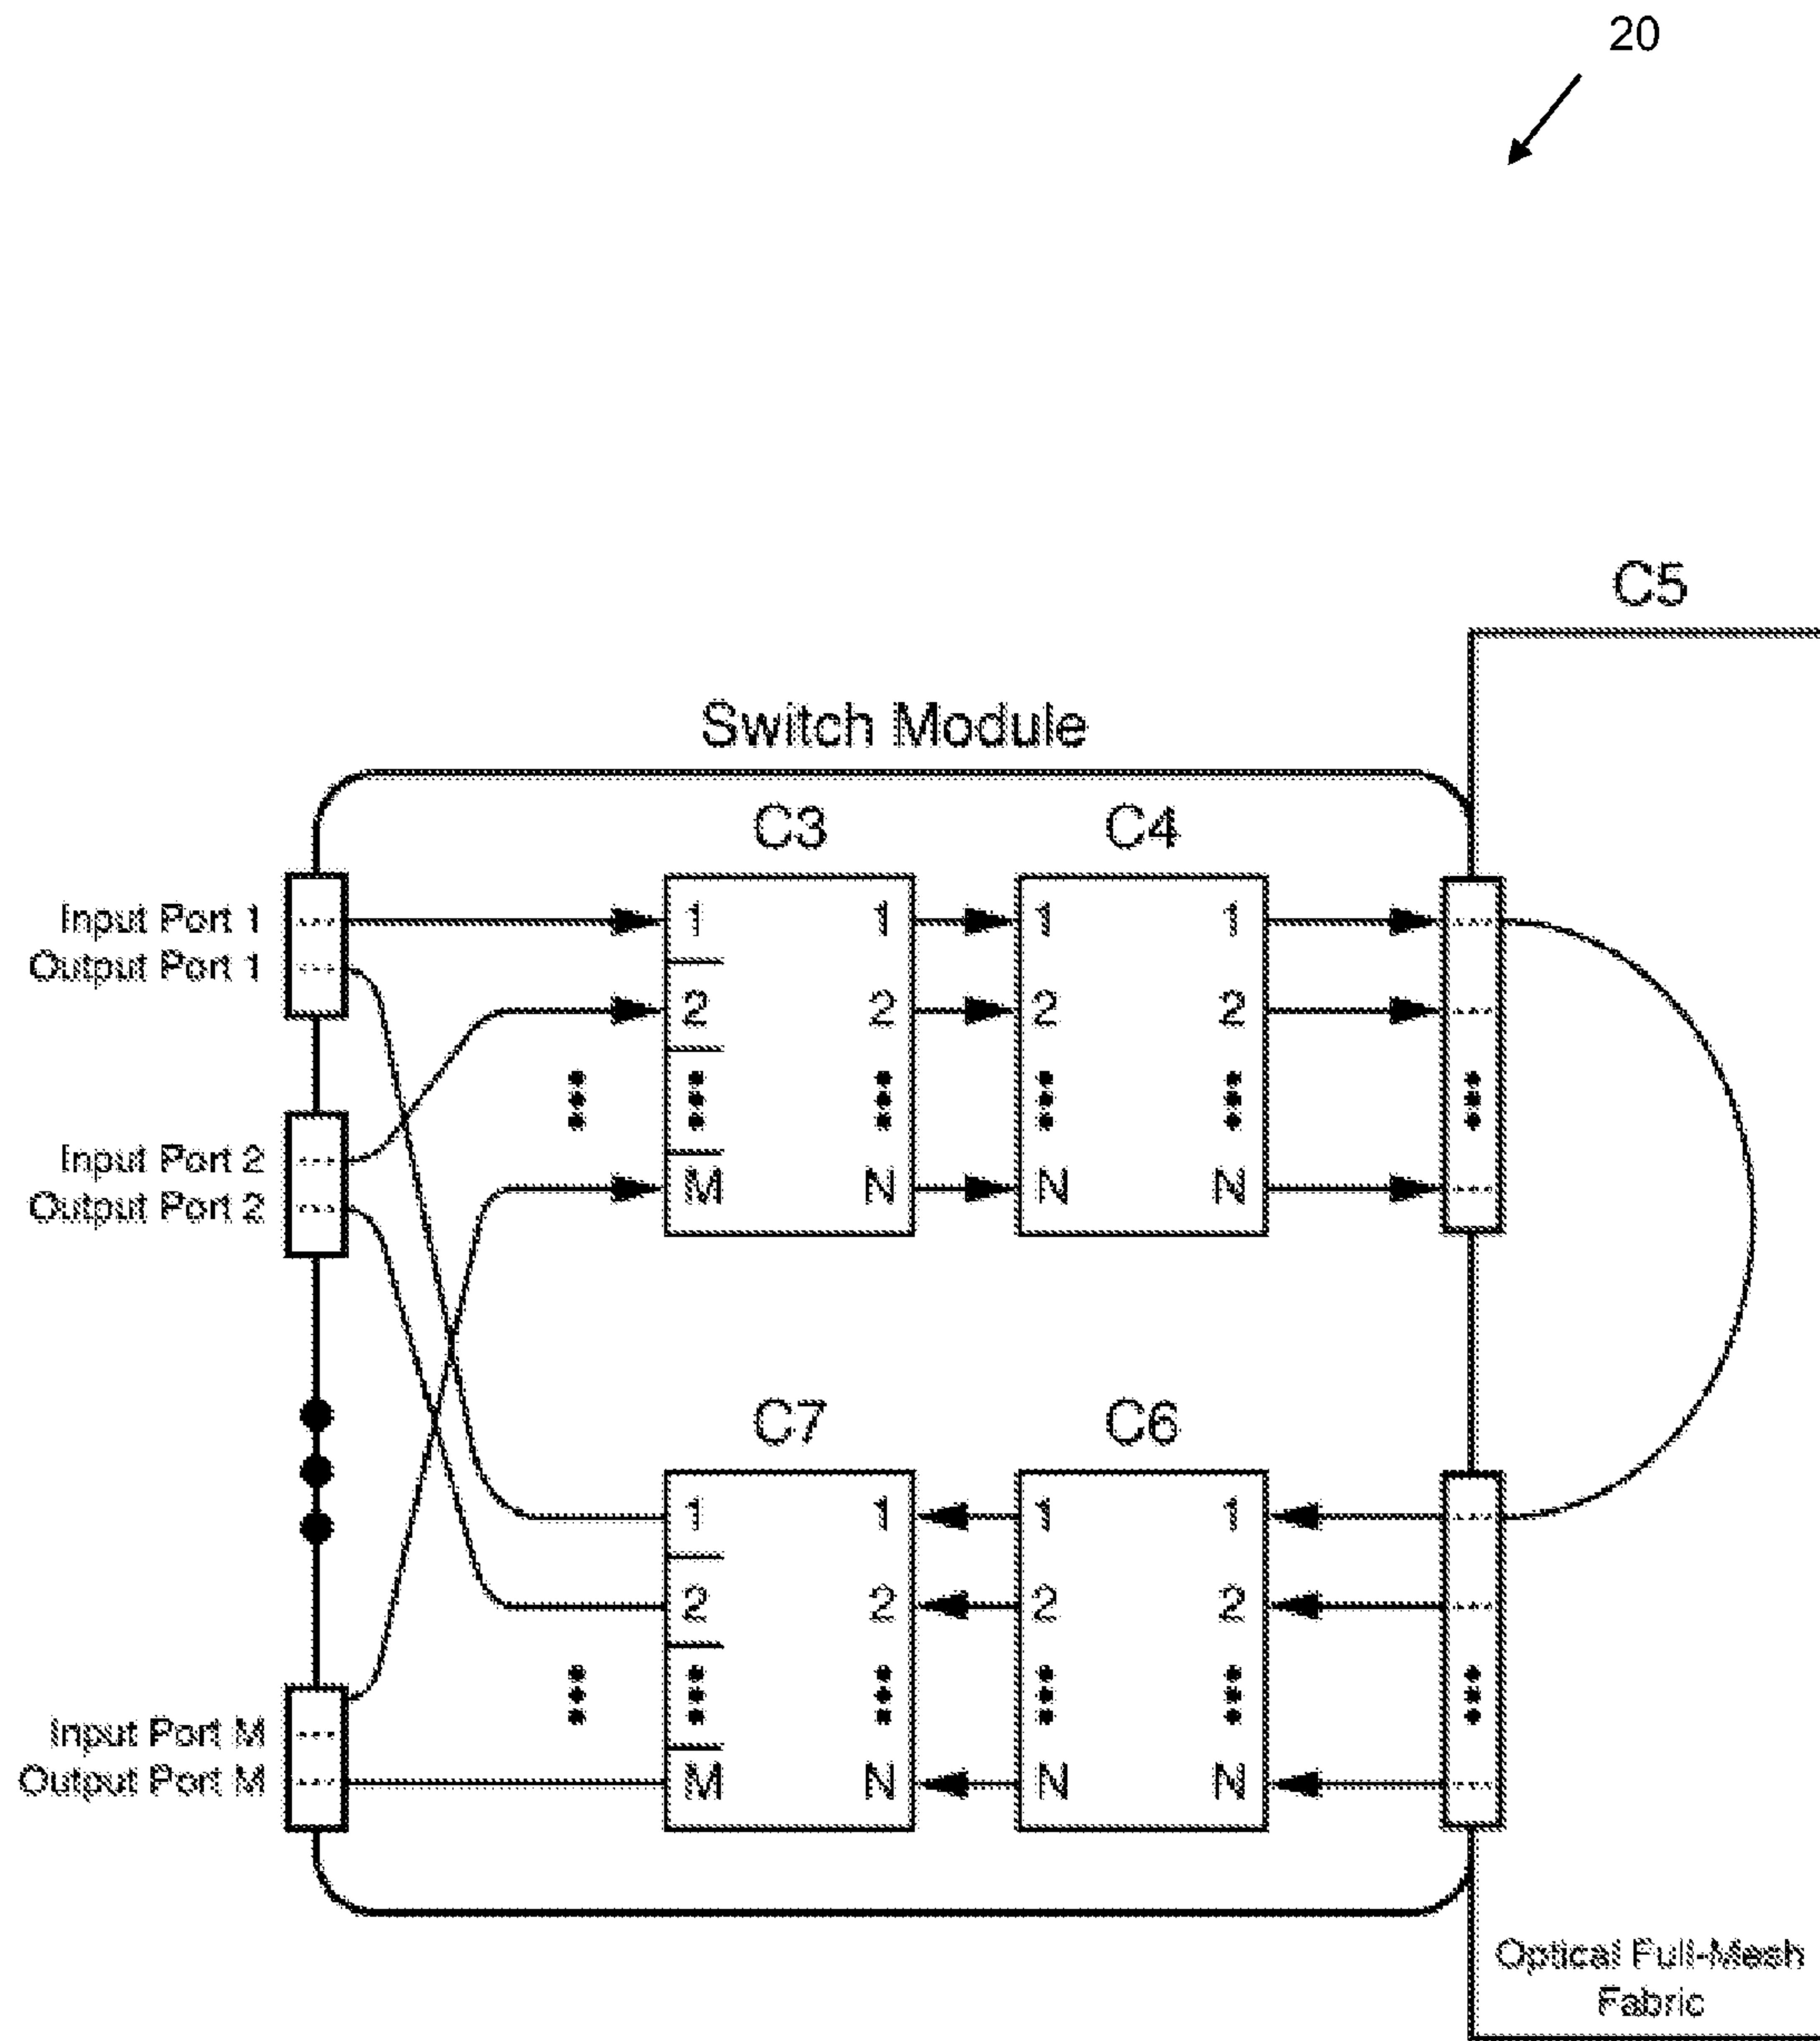 20
C5
Switch Module
C3
C4
Input Port 1
Output Port 1
1
2
M
1
2
N
1
2
N
1
2
N
Input Port 2
Output Port 2
C7
C6
1
2
M
1
2
N
1
2
N
1
2
N
Input Port M
Output Port M
Optical Full-Mesh
Fabric